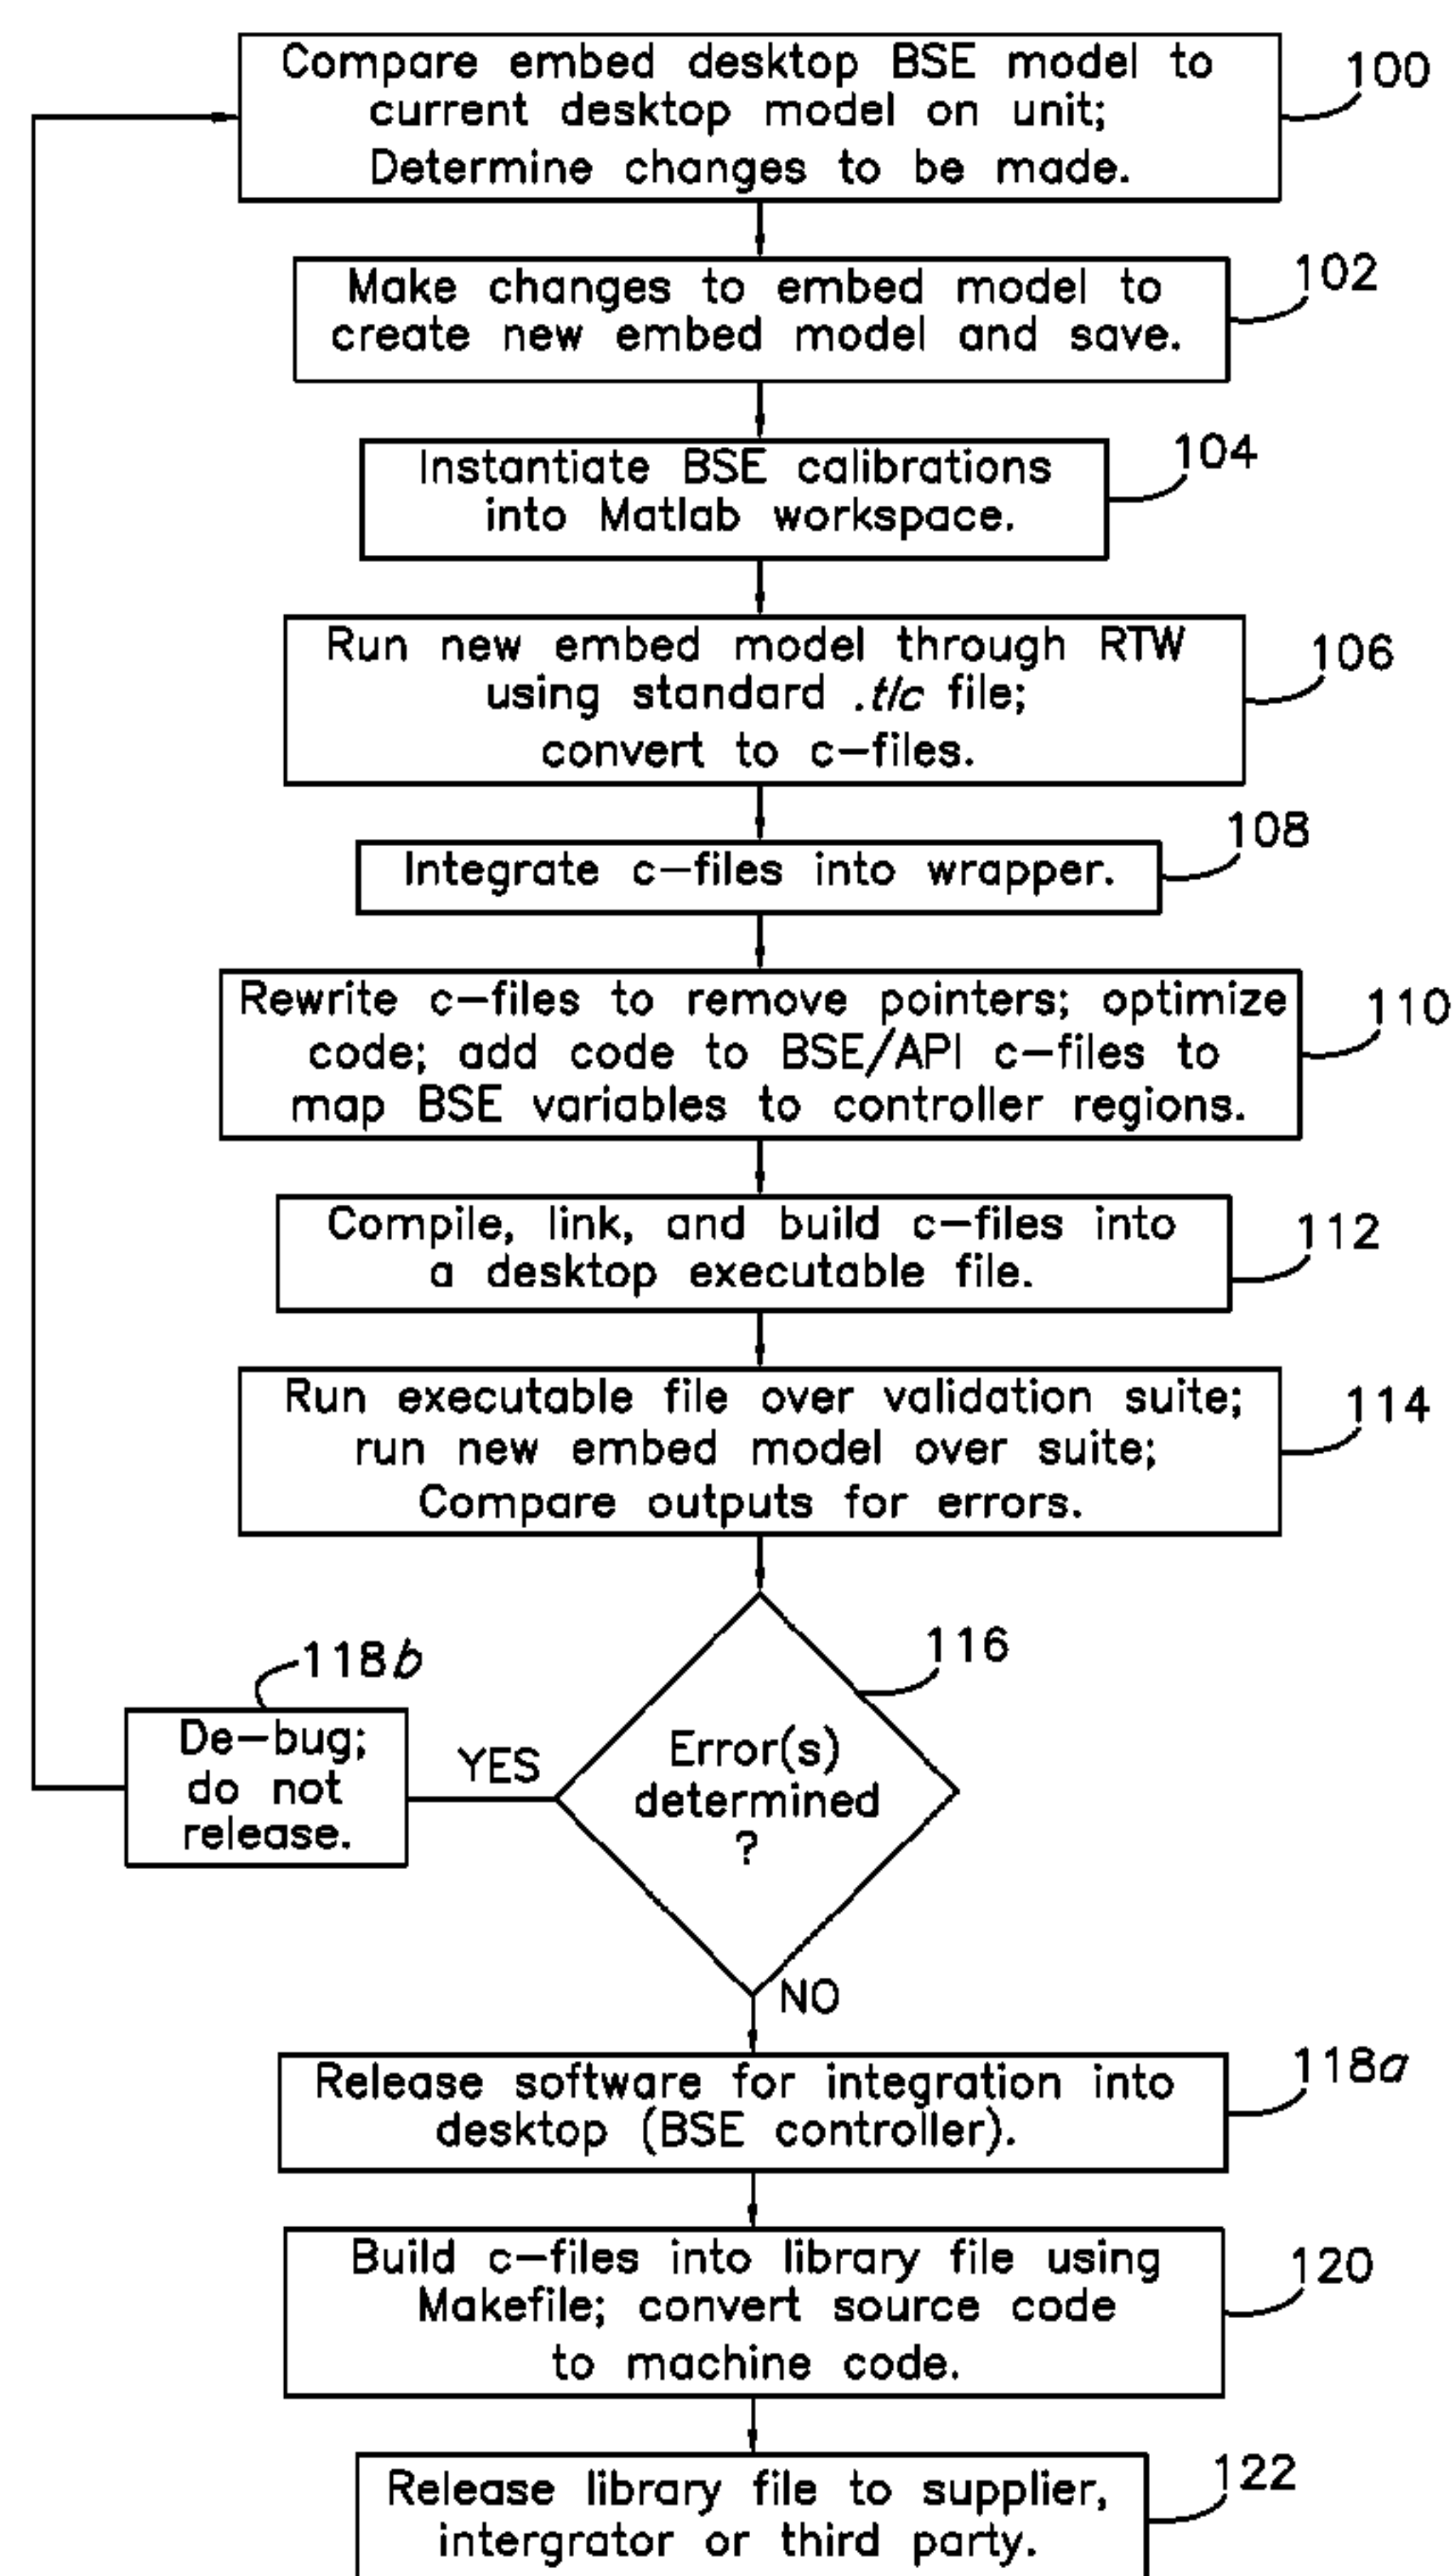 Compare embed desktop BSE model to
current desktop model on unit;
Determine changes to be made.
100
Make changes to embed model to
create new embed model and save.
102
Instantiate BSE calibrations
into Matlab workspace.
104
Run new embed model through RTW
using standard .tlc file;
convert to c-files.
106
Integrate c-files into wrapper.
108
Rewrite c-files to remove pointers; optimize
code; add code to BSE/API c-files to
map BSE variables to controller regions.
110
Compile, link, and build c-files into
a desktop executable file.
112
Run executable file over validation suite;
run new embed model over suite;
Compare outputs for errors.
114
Error(s)
determined
?
116
YES
De-bug;
do not
release.
118b
NO
Release software for integration into
desktop (BSE controller).
118a
Build c-files into library file using
Makefile; convert source code
to machine code.
120
Release library file to supplier,
intergrator or third party.
122